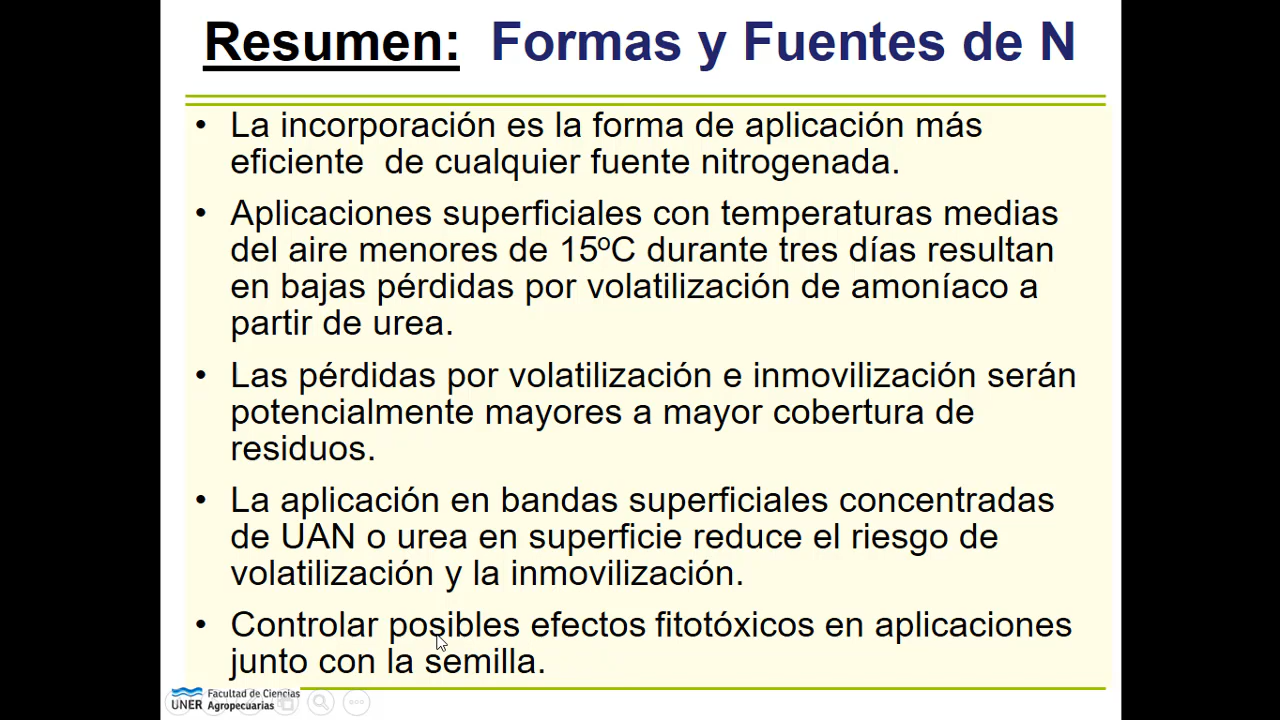 Resumen: Formas y Fuentes de N
• La incorporación es la forma de aplicación más
eficiente de cualquier fuente nitrogenada.
• Aplicaciones superficiales con temperaturas medias
del aire menores de 15ºC durante tres días resultan
en bajas pérdidas por volatilización de amoníaco a
partir de urea.
• Las pérdidas por volatilización e inmovilización serán
potencialmente mayores a mayor cobertura de
residuos.
• La aplicación en bandas superficiales concentradas
de UAN o urea en superficie reduce el riesgo de
volatilización y la inmovilización.
• Controlar posibles efectos fitotóxicos en aplicaciones
junto con la semilla.
UNER Facultad de Ciencias
Agropecuarias